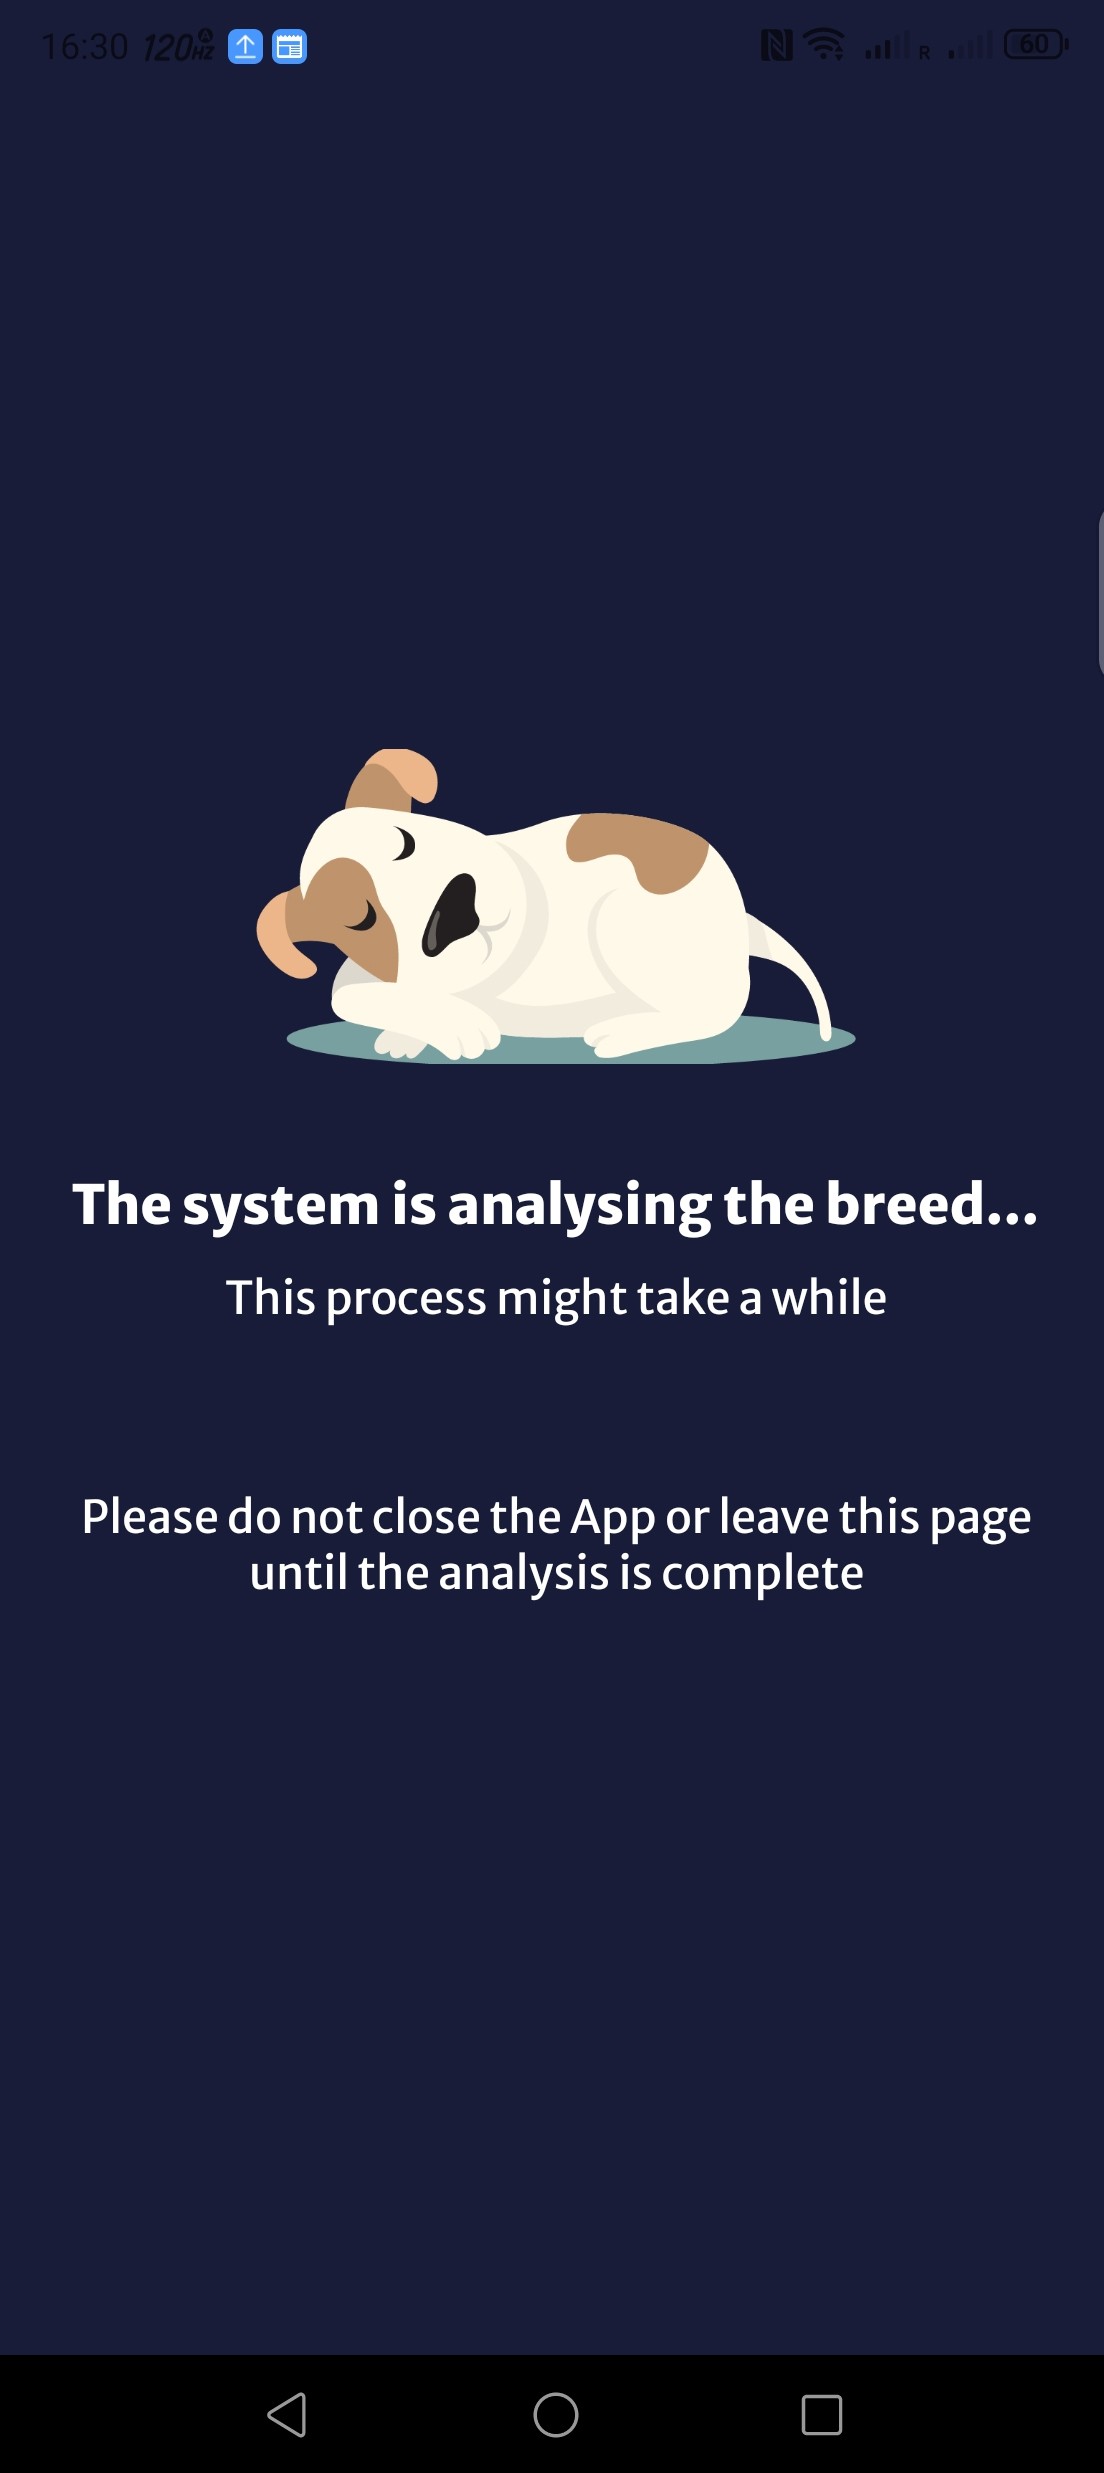 16:30 120HZ R 60
The system is analysing the breed...
This process might take a while
Please do not close the App or leave this page
until the analysis is complete